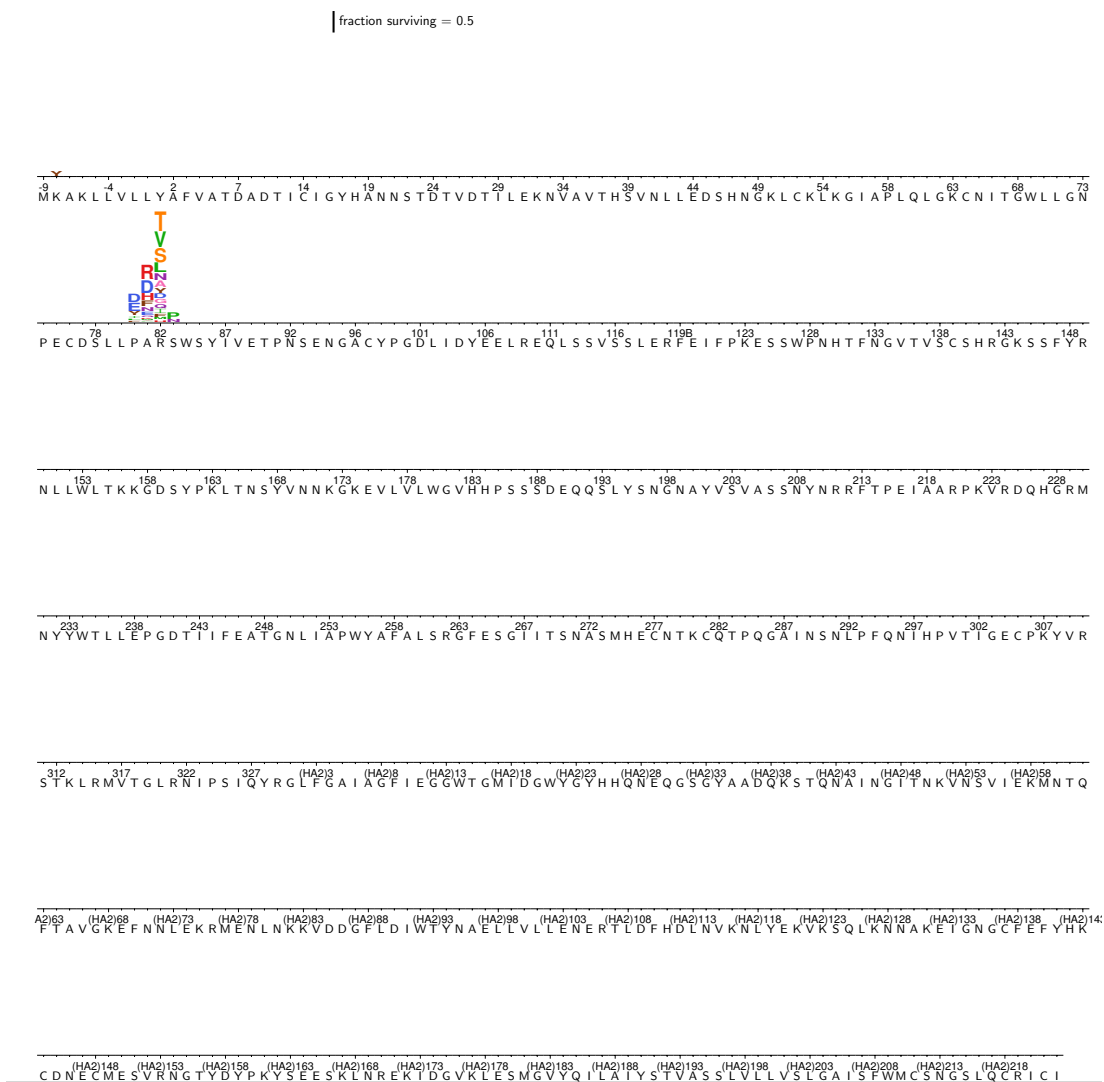 fraction surviving = 0.5
Y
-9 -4 2 7 14 19 24 29 34 39 44 49 54 58 63 68 73
M K A K L L V L L Y A F V A T D A D T I C I G Y H A N N S T D T V D T I L E K N V A V T H S V N L L E D S H N G K L C K L K G I A P L Q L G K C N I T G W L L G N
T
V
S
R L
N
D A
D H Y
E P
78 82 87 92 96 101 106 111 116 119B 123 128 133 138 143 148
P E C D S L L P A R S W S Y I V E T P N S E N G A C Y P G D L I D Y E E L R E Q L S S V S S L E R F E I F P K E S S W P N H T F N G V T V S C S H R G K S S F Y R
153 158 163 168 173 178 183 188 193 198 203 208 213 218 223 228
N L L W L T K K G D S Y P K L T N S Y V N N K G K E V L V L W G V H H P S S S D E Q Q S L Y S N G N A Y V S V A S S N Y N R R F T P E I A A R P K V R D Q H G R M
233 238 243 248 253 258 263 267 272 277 282 287 292 297 302 307
N Y Y W T L L E P G D T I I F E A T G N L I A P W Y A F A L S R G F E S G I I T S N A S M H E C N T K C Q T P Q G A I N S N L P F Q N I H P V T I G E C P K Y V R
312 317 322 327 (HA2)3 (HA2)8 (HA2)13 (HA2)18 (HA2)23 (HA2)28 (HA2)33 (HA2)38 (HA2)43 (HA2)48 (HA2)53 (HA2)58
S T K L R M V T G L R N I P S I Q Y R G L F G A I A G F I E G G W T G M I D G W Y G Y H H Q N E Q G S G Y A A D Q K S T Q N A I N G I T N K V N S V I E K M N T Q
A2)63 (HA2)68 (HA2)73 (HA2)78 (HA2)83 (HA2)88 (HA2)93 (HA2)98 (HA2)103 (HA2)108 (HA2)113 (HA2)118 (HA2)123 (HA2)128 (HA2)133 (HA2)138 (HA2)143
F T A V G K E F N N L E K R M E N L N K K V D D G F L D I W T Y N A E L L V L L E N E R T L D F H D L N V K N L Y E K V K S Q L K N N A K E I G N G C F E F Y H K
(HA2)148 (HA2)153 (HA2)158 (HA2)163 (HA2)168 (HA2)173 (HA2)178 (HA2)183 (HA2)188 (HA2)193 (HA2)198 (HA2)203 (HA2)208 (HA2)213 (HA2)218
C D N E C M E S V R N G T Y D Y P K Y S E E S K L N R E K I D G V K L E S M G V Y Q I L A I Y S T V A S S L V L L V S L G A I S F W M C S N G S L Q C R I C I